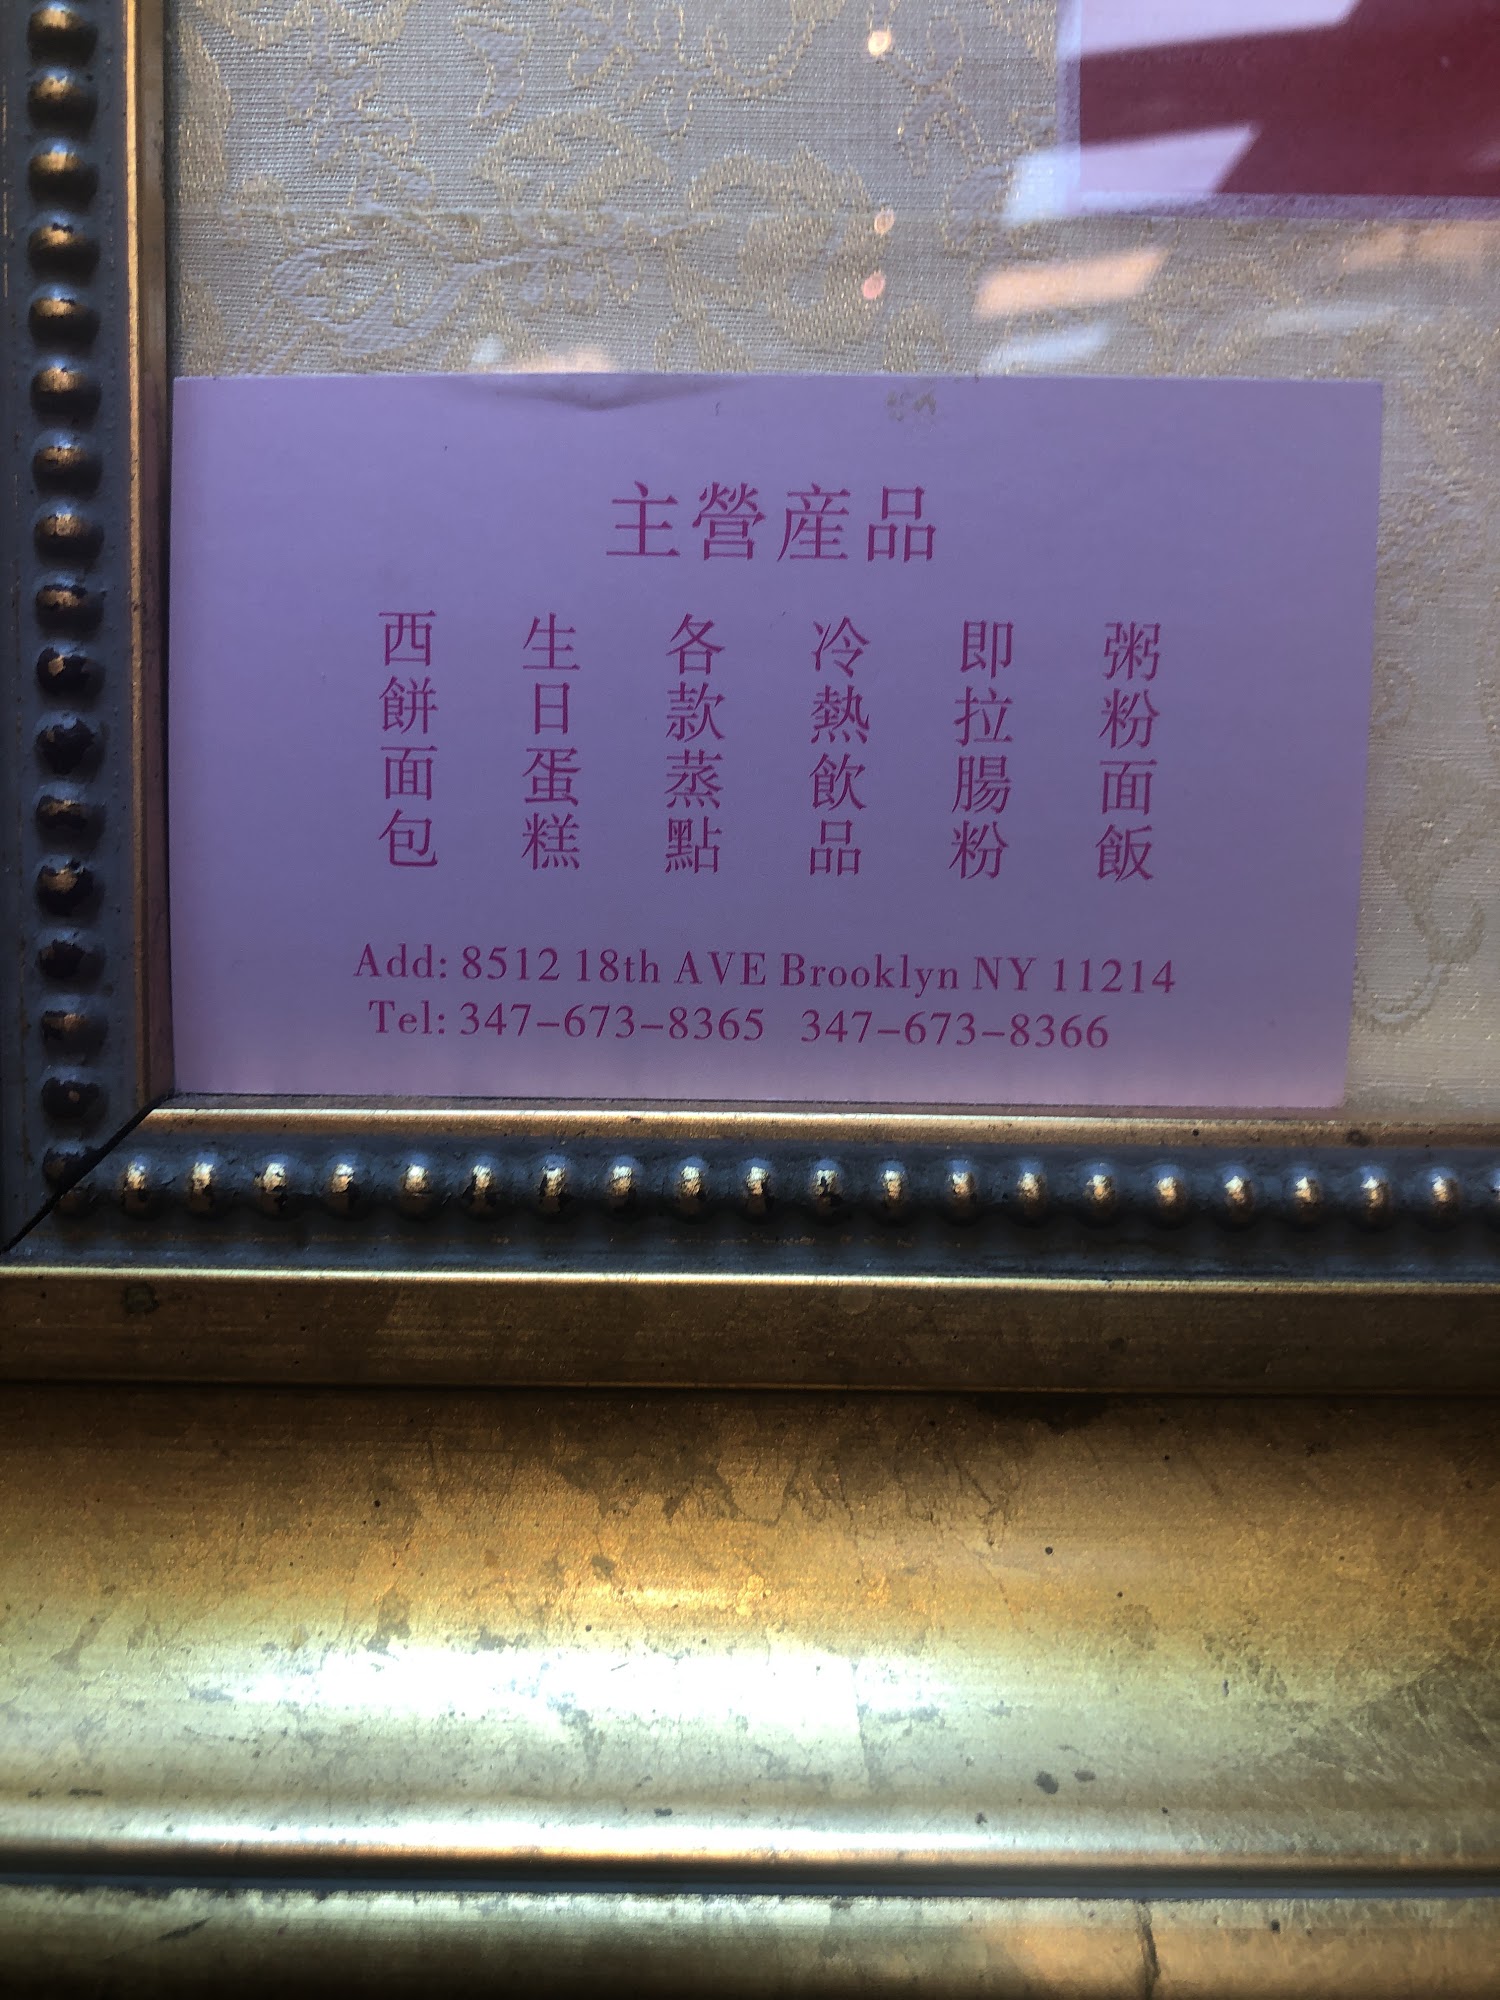 主營産品
西餅面包
生日蛋糕
各款蒸點
冷熱飲品
即拉腸粉
粥粉面飯
Add: 8512 18th AVE Brooklyn NY 11214
Tel: 347-673-8365 347-673-8366